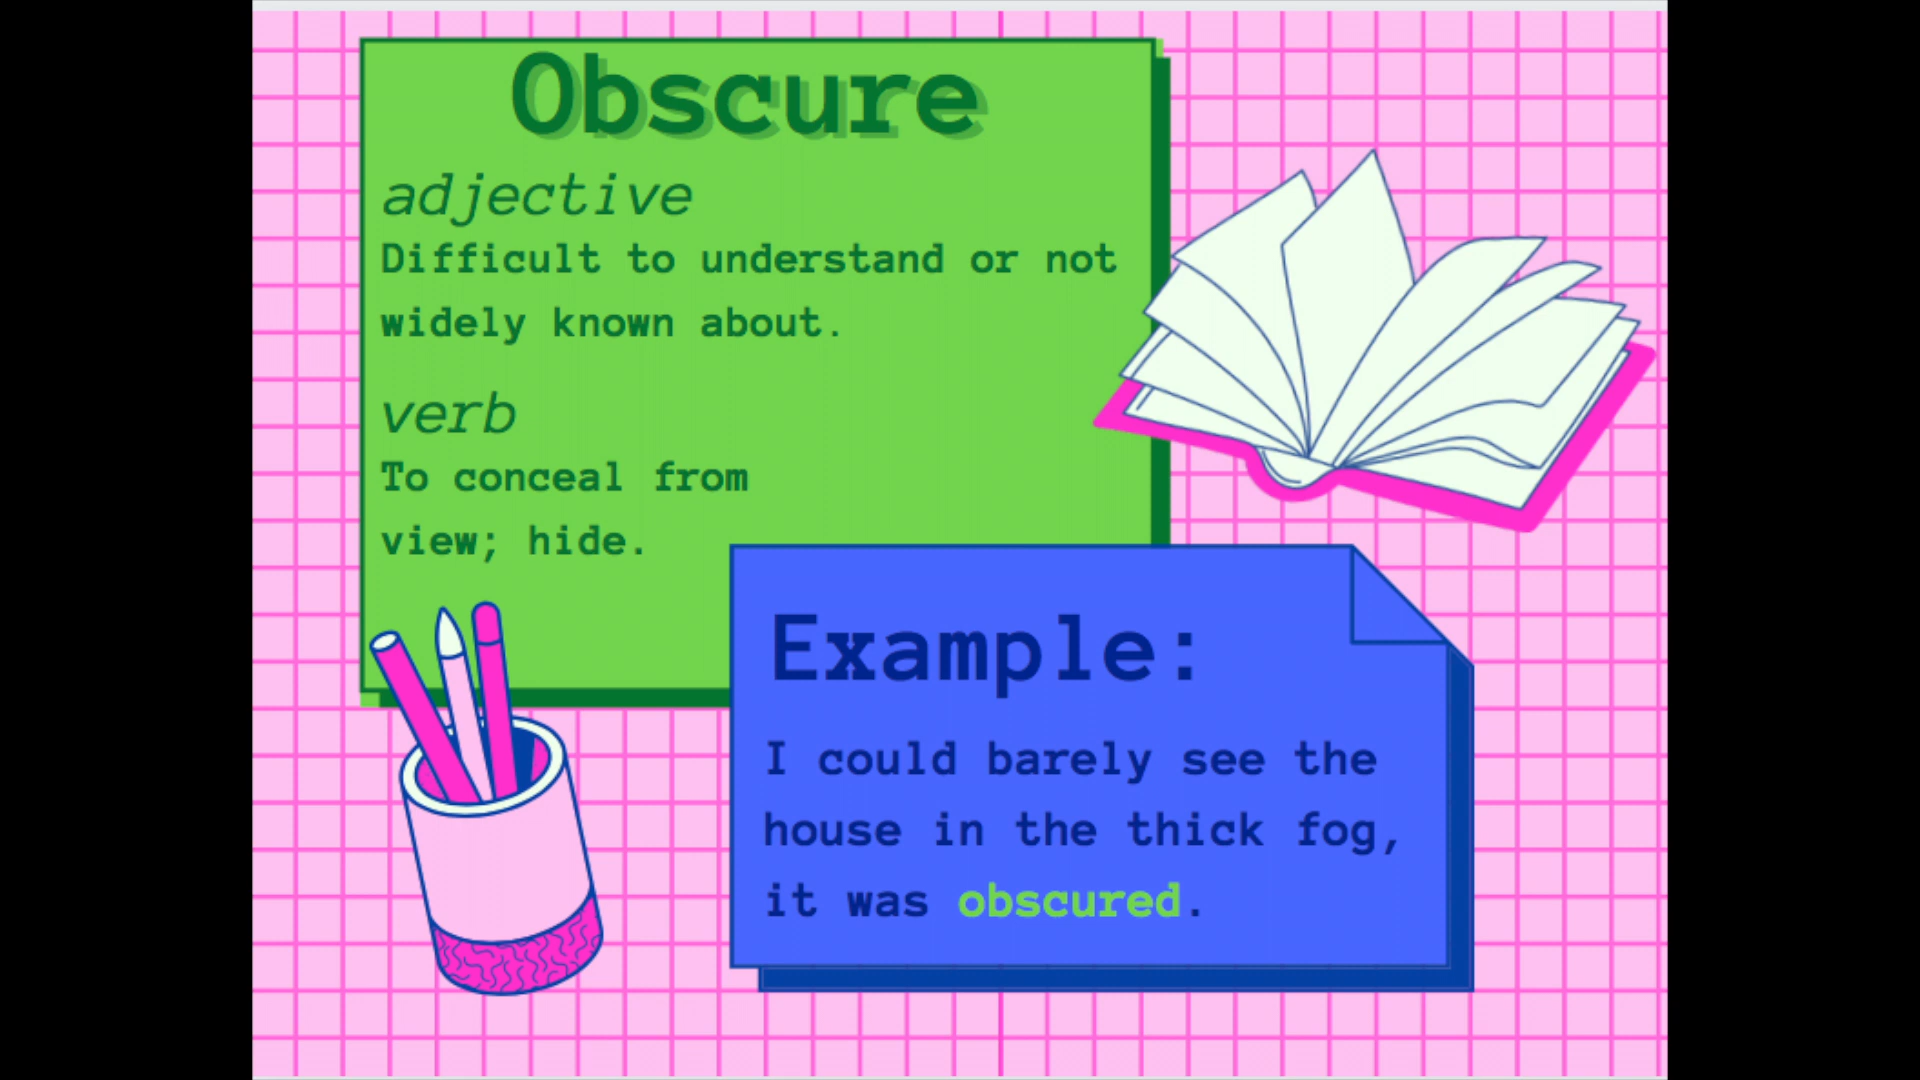 Obscure
adjective
Difficult to understand or not
widely known about.
verb
To conceal from
view; hide.
Example:
I could barely see the
house in the thick fog,
it was obscured.